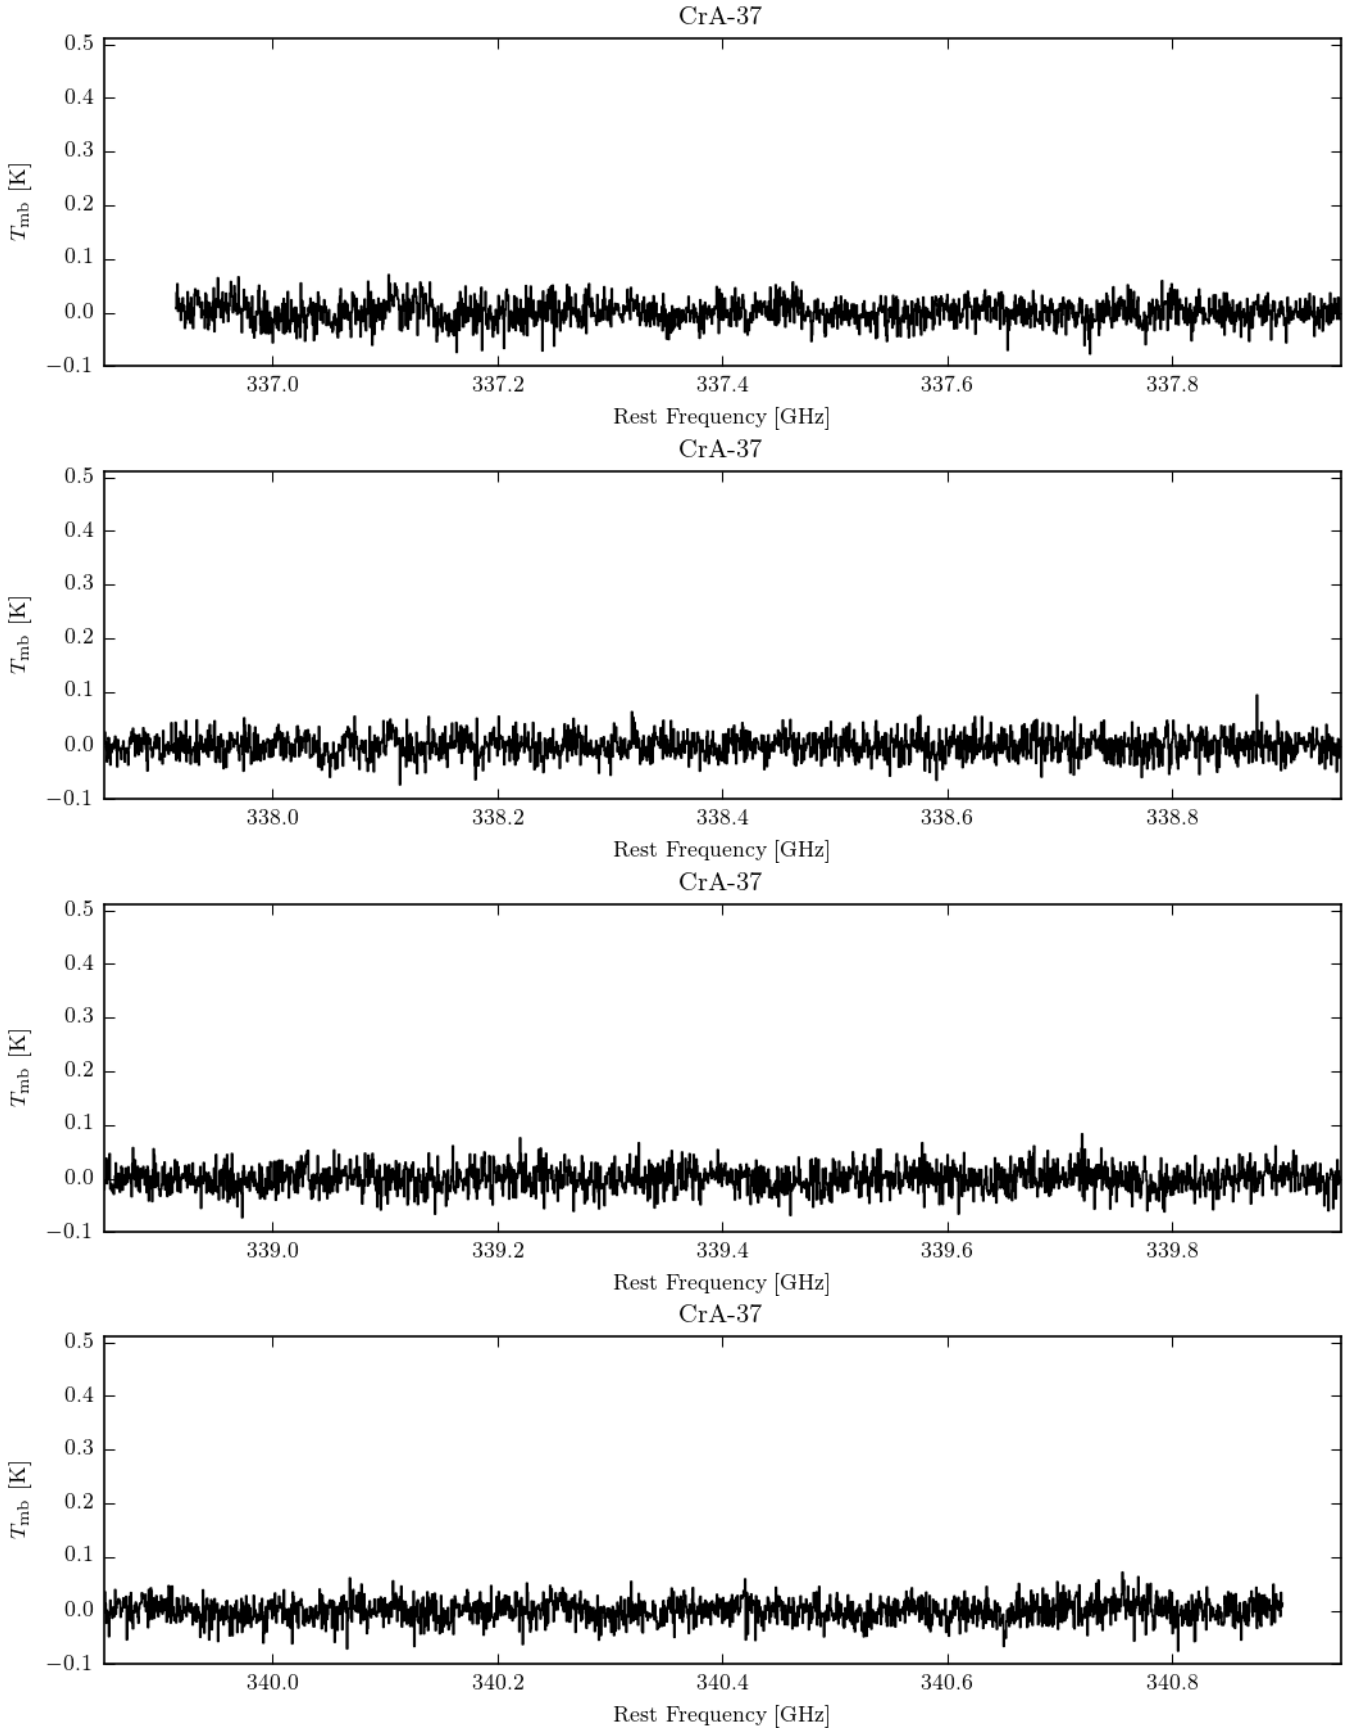 CrA-37
0.5
0.4
0.3
0.2
0.1
0.0
−0.1
T_mb [K]
337.0 337.2 337.4 337.6 337.8
Rest Frequency [GHz]
CrA-37
0.5
0.4
0.3
0.2
0.1
0.0
−0.1
T_mb [K]
338.0 338.2 338.4 338.6 338.8
Rest Frequency [GHz]
CrA-37
0.5
0.4
0.3
0.2
0.1
0.0
−0.1
T_mb [K]
339.0 339.2 339.4 339.6 339.8
Rest Frequency [GHz]
CrA-37
0.5
0.4
0.3
0.2
0.1
0.0
−0.1
T_mb [K]
340.0 340.2 340.4 340.6 340.8
Rest Frequency [GHz]